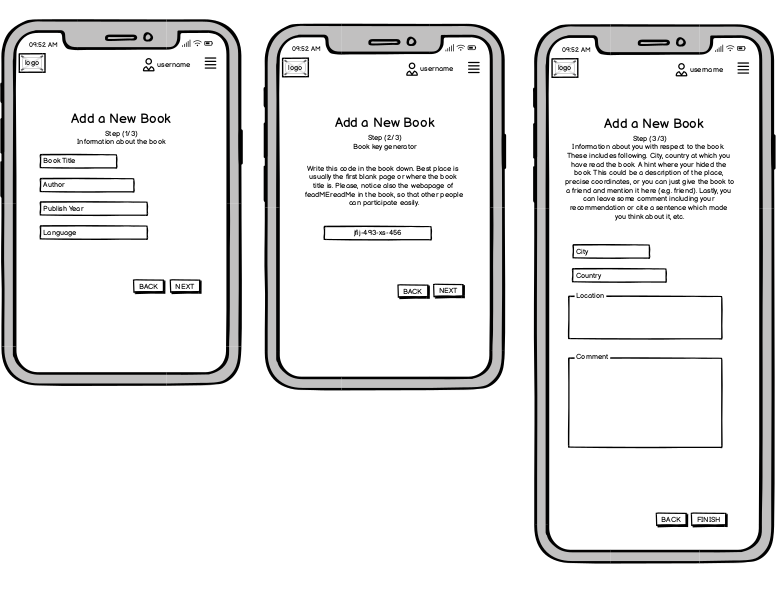 09:52 AM
logo
username
Add a New Book
Step (1/3)
Information about the book
Book Title
Author
Publish Year
Language
BACK
NEXT
09:52 AM
logo
username
Add a New Book
Step (2/3)
Book key generator
Write this code in the book down. Best place is
usually the first blank page or where the book
title is. Please, notice also the webpage of
feadMEreadMe in the book, so that other people
can participate easily.
jfij-493-xs-456
BACK
NEXT
09:52 AM
logo
username
Add a New Book
Step (3/3)
Information about you with respect to the book
These includes following. City, country at which you
have read the book. A hint where your hided the
book This could be a description of the place,
precise coordinates, or you can just give the book to
a friend and mention it here (e.g. friend). Lastly, you
can leave some comment including your
recommendation or cite a sentence which made
you think about it, etc.
City
Country
Location
Comment
BACK
FINISH